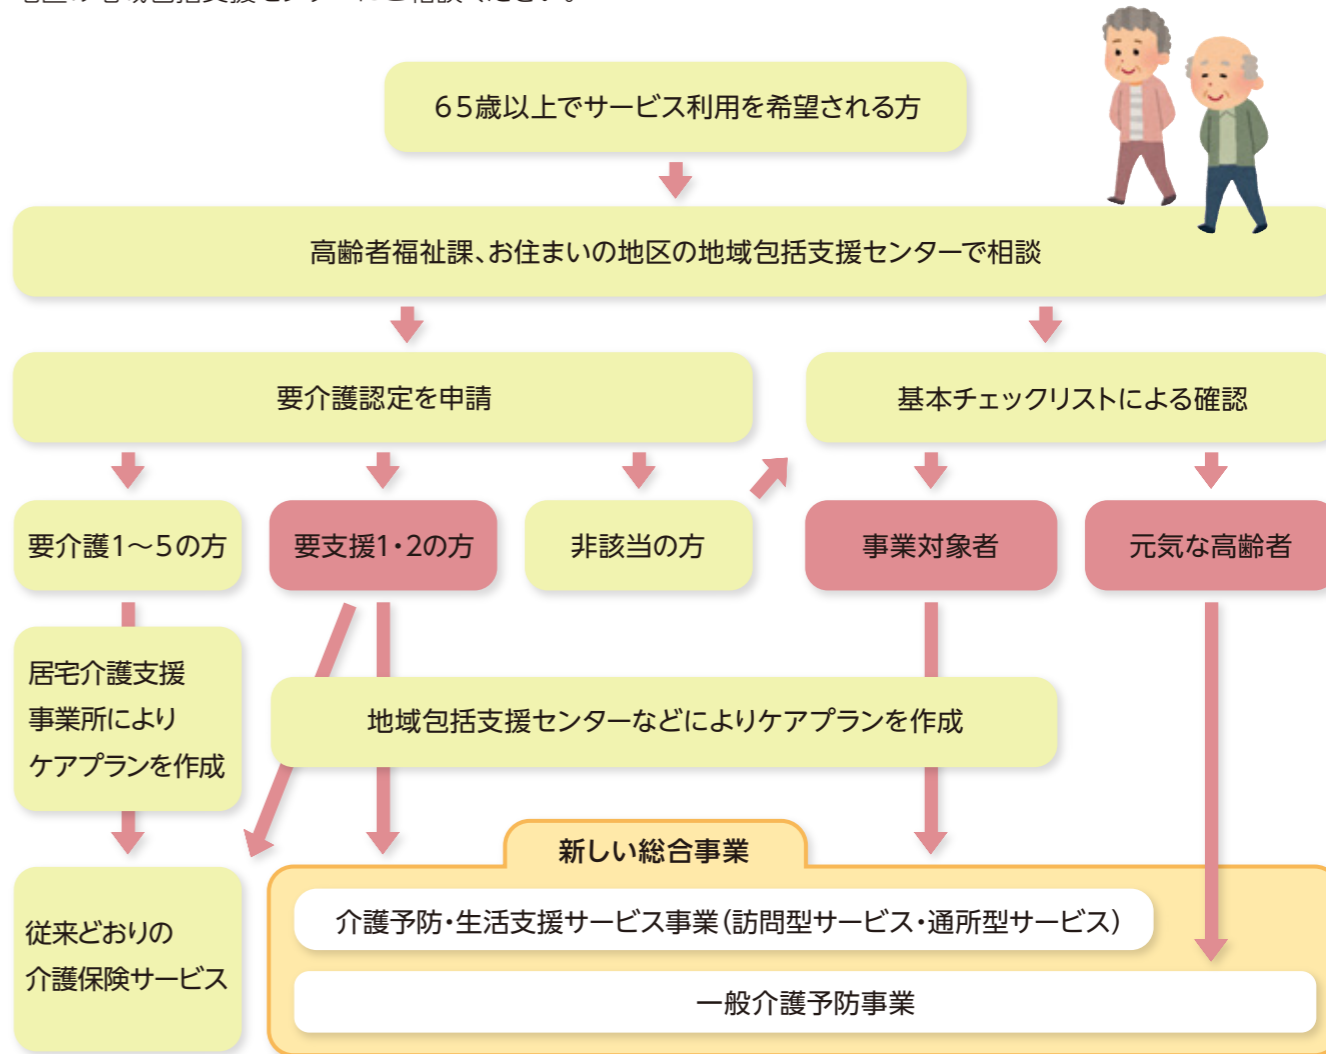 65歳以上でサービス利用を希望される方
高齢者福祉課、お住まいの地区の地域包括支援センターで相談
要介護認定を申請
基本チェックリストによる確認
要介護1～5の方
要支援1・2の方
非該当の方
事業対象者
元気な高齢者
居宅介護支援
事業所により
ケアプランを作成
地域包括支援センターなどによりケアプランを作成
新しい総合事業
介護予防・生活支援サービス事業(訪問型サービス・通所型サービス)
従来どおりの
介護保険サービス
一般介護予防事業